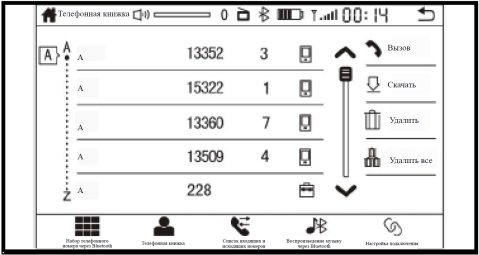 Телефонная книжка 0 00:14
A A
A 13352 3 Вызов
A 15322 1 Скачать
A 13360 7 Удалить
A 13509 4 Удалить все
Z A 228
Набор телефонного
номера через Bluetooth
Телефонная книжка
Список входящих и
исходящих номеров
Воспроизведение музыку
через Bluetooth
Настройка подключения